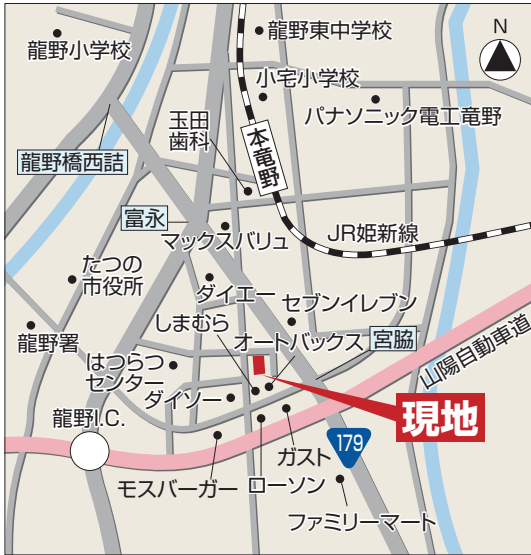 龍野小学校
龍野東中学校
N
小宅小学校
パナソニック電工竜野
玉田
歯科
本竜野
龍野橋西詰
富永
マックスバリュ
JR姫新線
たつの
市役所
ダイエー
セブンイレブン
しまむら
オートバックス
宮脇
山陽自動車道
龍野署
はつらつ
センター
ダイソー
現地
龍野I.C.
179
ガスト
モスバーガー
ローソン
ファミリーマート